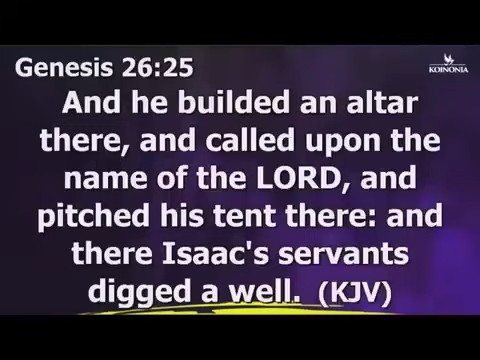 Genesis 26:25
KOINONIA
And he builded an altar
there, and called upon the
name of the LORD, and
pitched his tent there: and
there Isaac's servants
digged a well. (KJV)